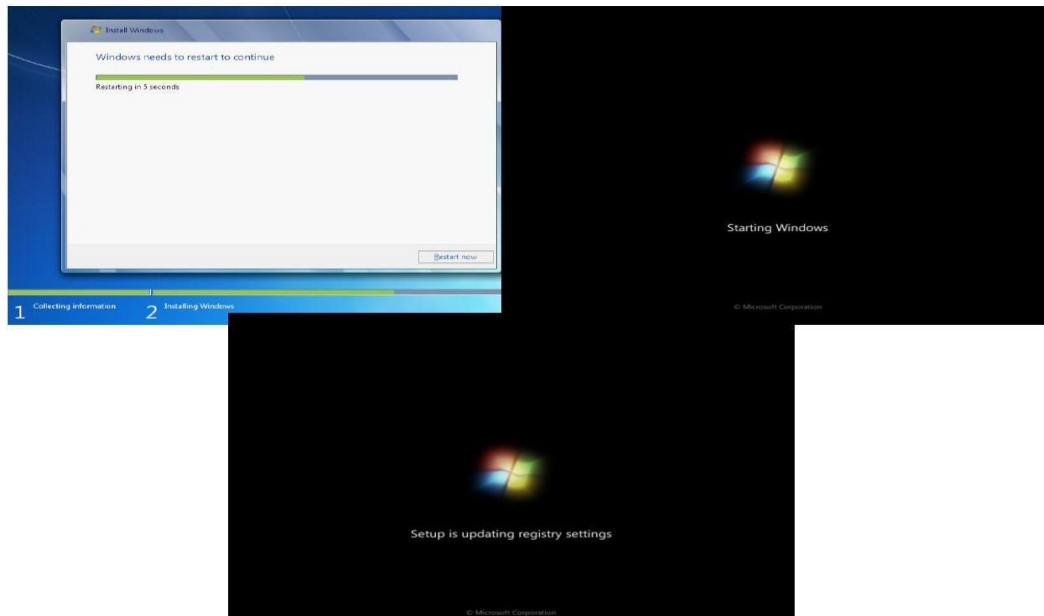 Install Windows
Windows needs to restart to continue
Restarting in 5 seconds
Restart now
1 Collecting information
2 Installing Windows
Starting Windows
© Microsoft Corporation
Setup is updating registry settings
© Microsoft Corporation